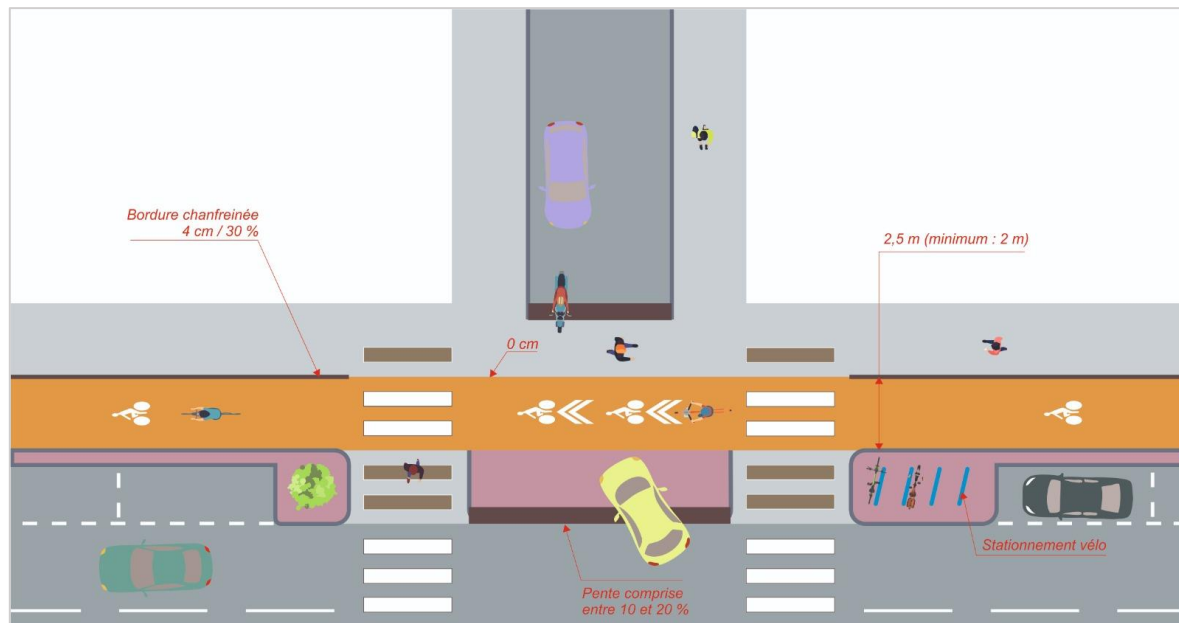 Bordure chanfreinée
4 cm / 30 %
2,5 m (minimum : 2 m)
0 cm
Stationnement vélo
Pente comprise
entre 10 et 20 %